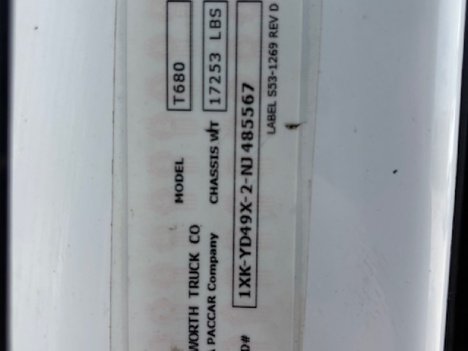 WORTH TRUCK CO MODEL T680
A PACCAR Company CHASSIS WT 17253 LBS
D# 1XK-YD49X-2-NJ485567
LABEL S53-1269 REV D